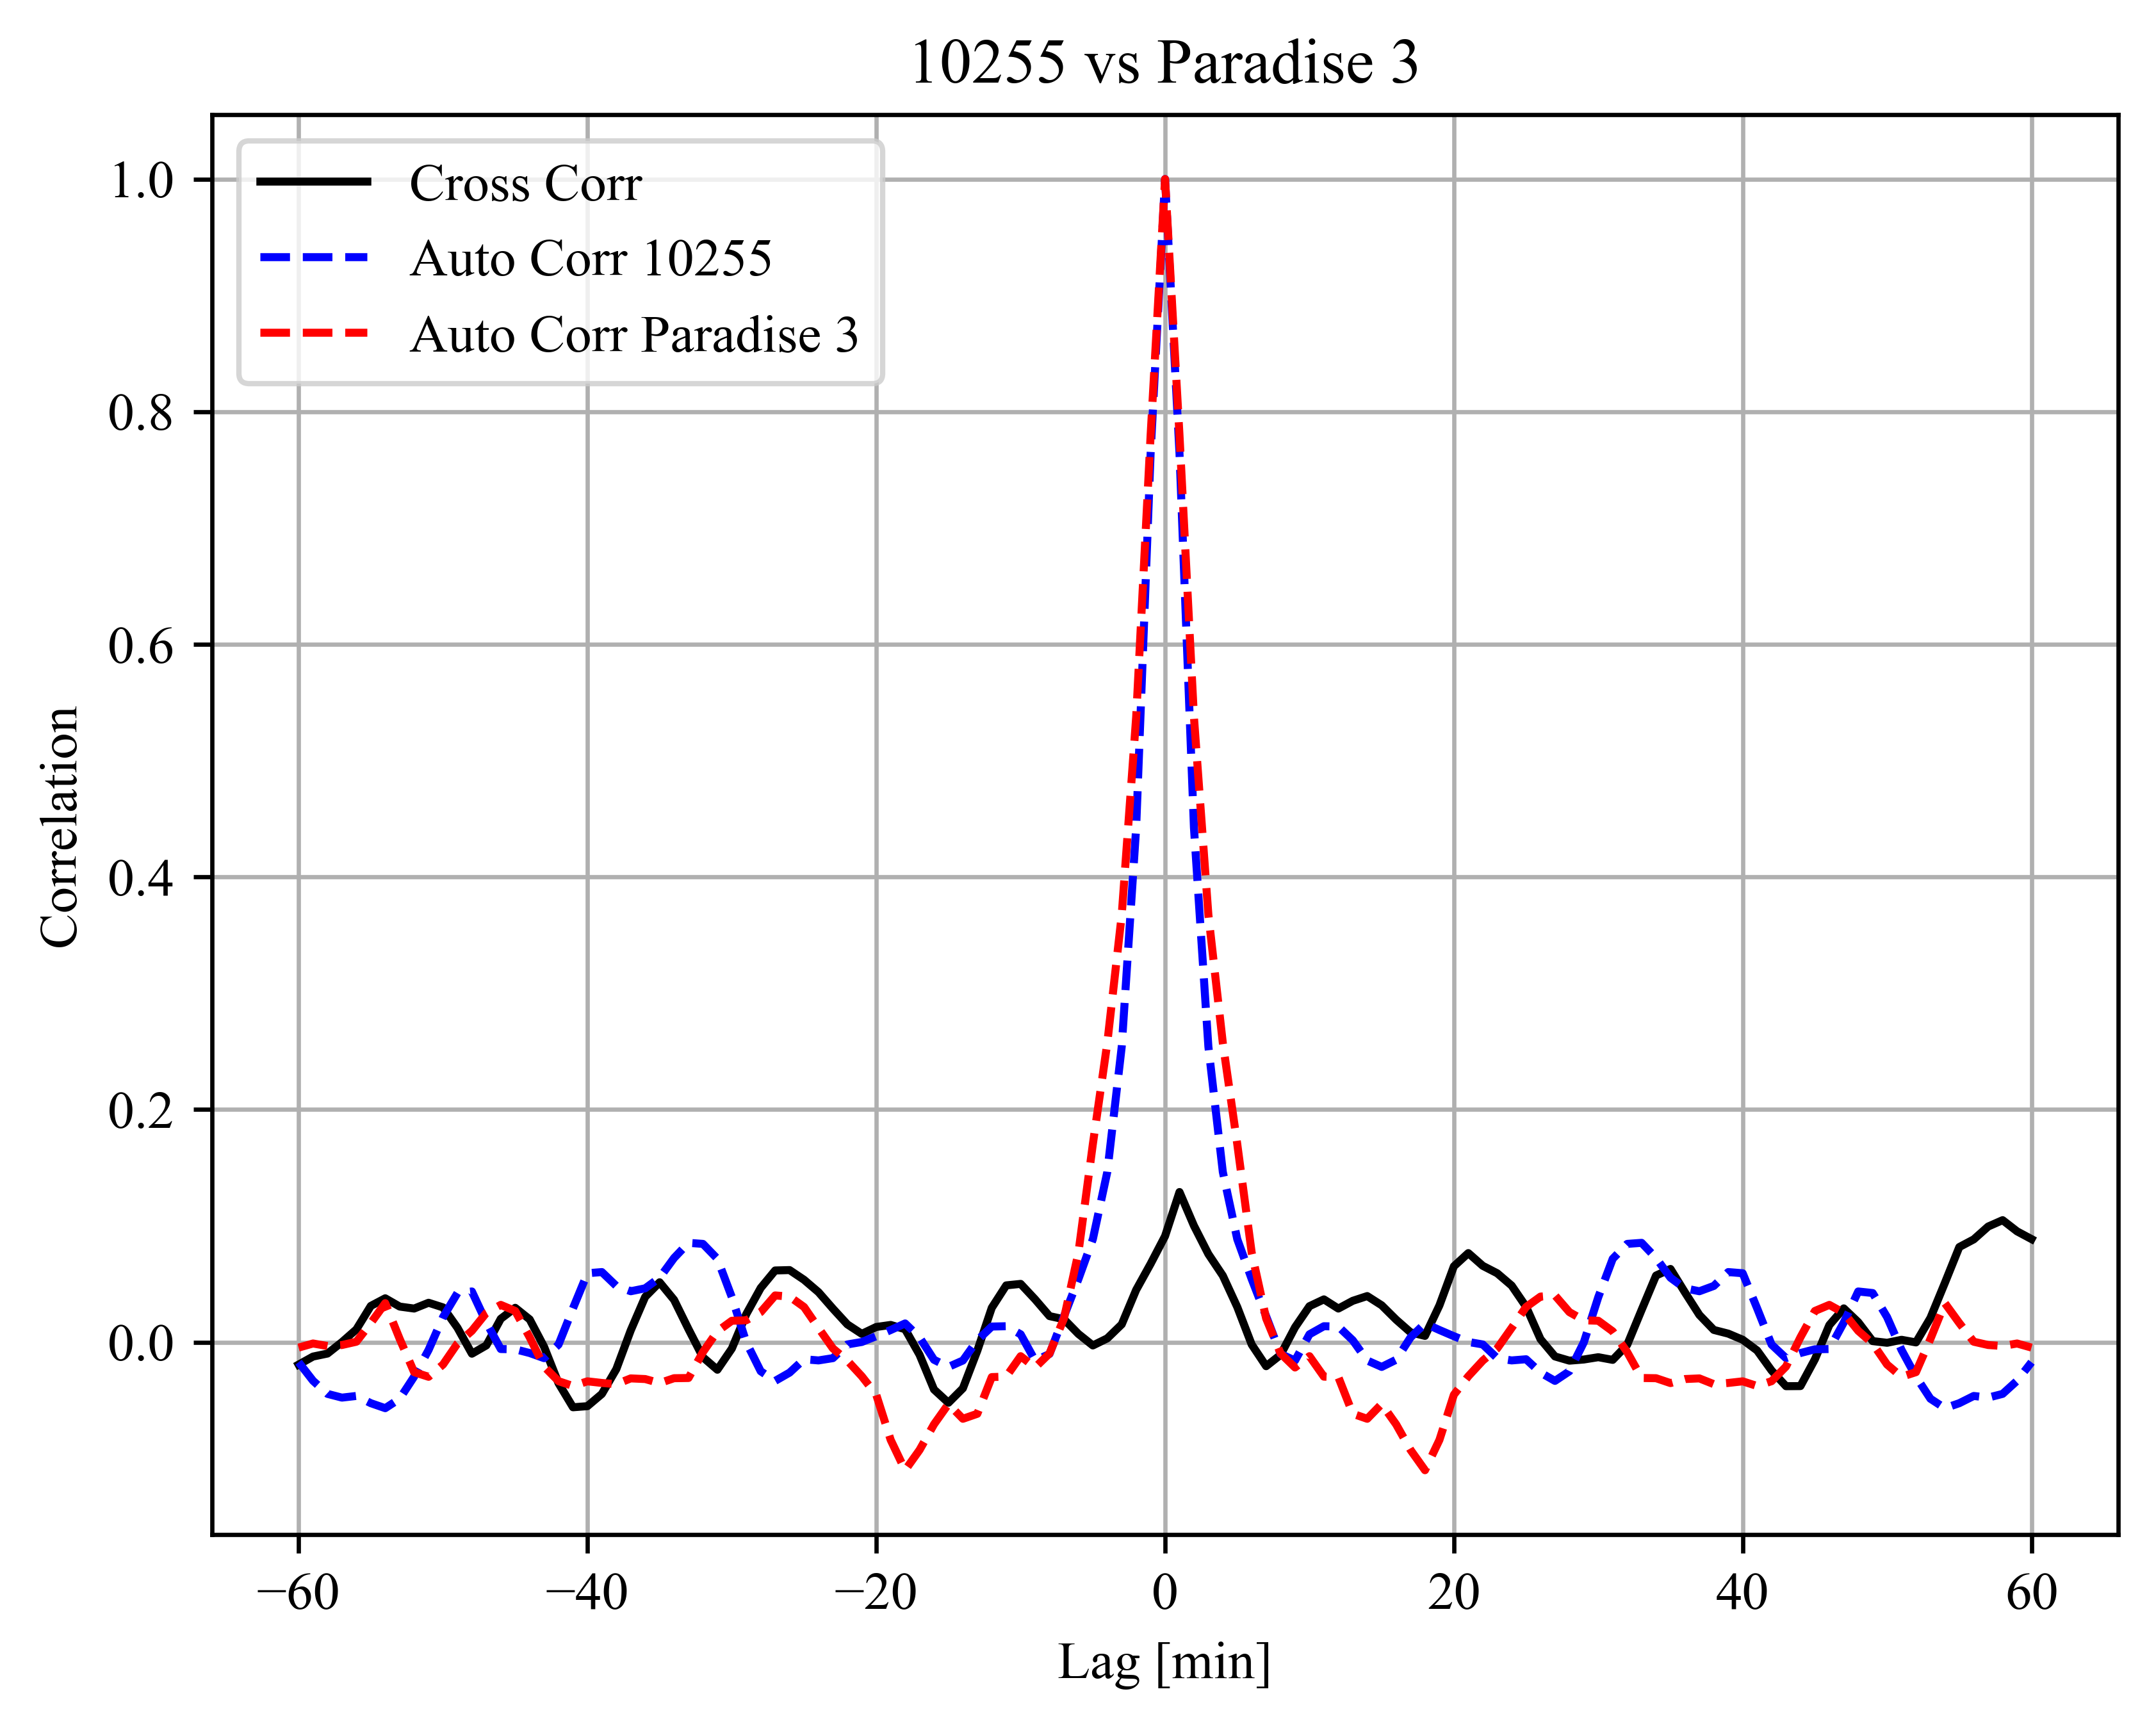 10255 vs Paradise 3
Cross Corr
Auto Corr 10255
Auto Corr Paradise 3
1.0
0.8
0.6
0.4
0.2
0.0
Correlation
−60 −40 −20 0 20 40 60
Lag [min]